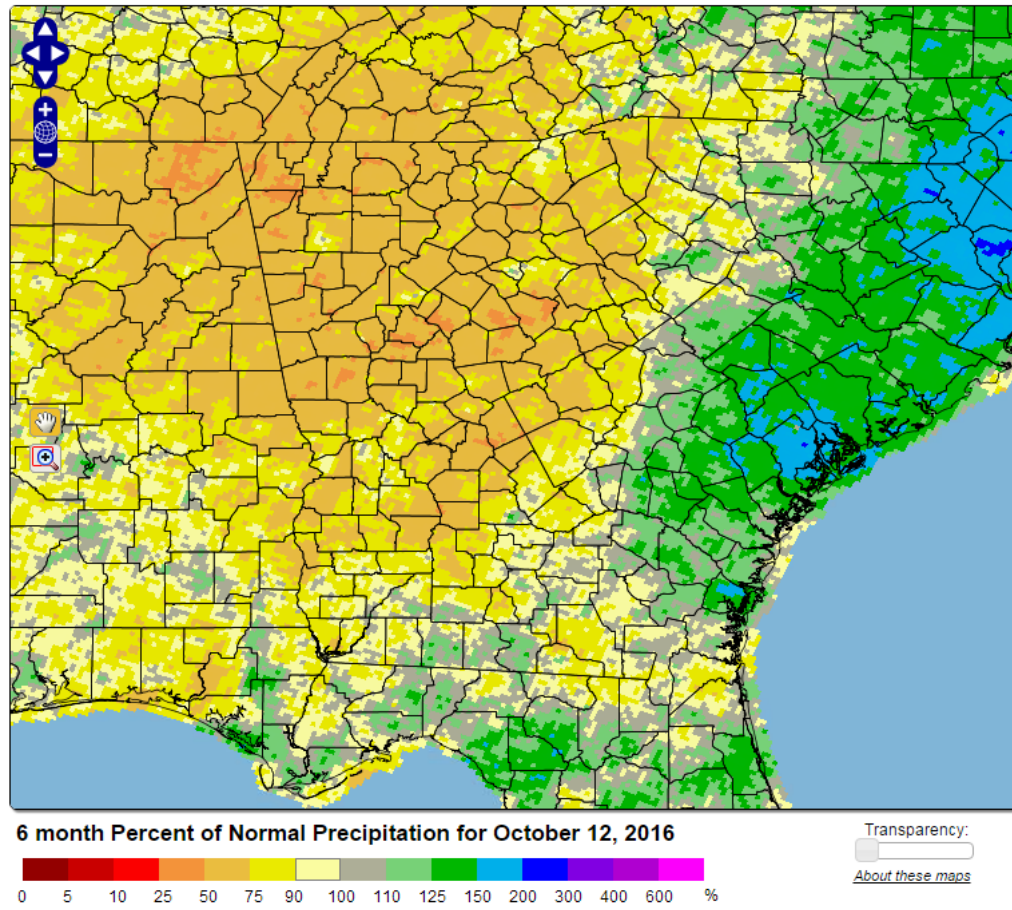 +
−
6 month Percent of Normal Precipitation for October 12, 2016
Transparency:
0 5 10 25 50 75 90 100 110 125 150 200 300 400 600 %
About these maps